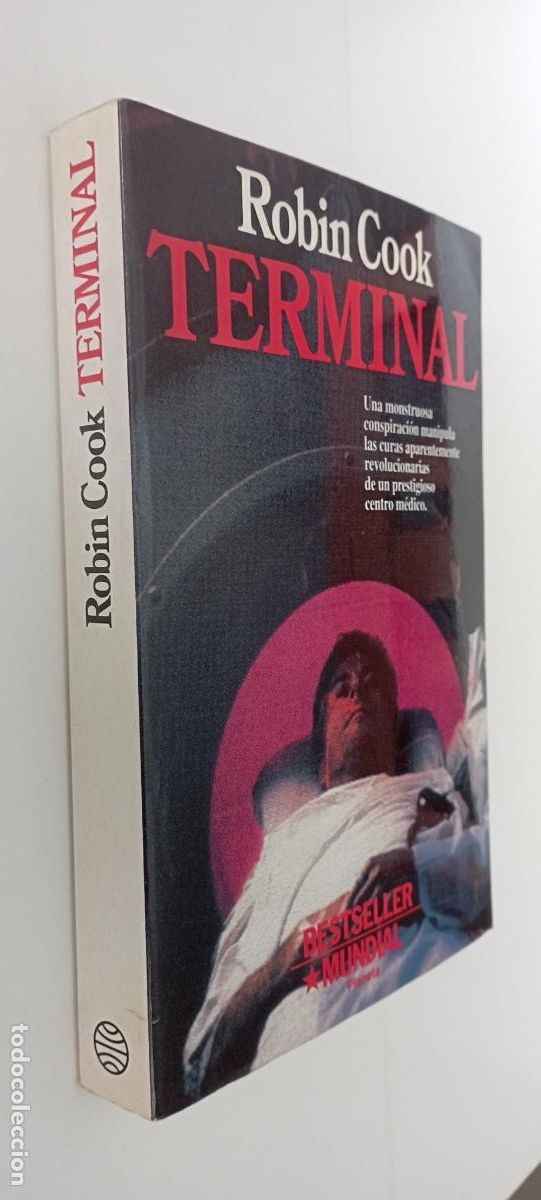 Robin Cook
TERMINAL
Una monstruosa
conspiración manipula
las curas aparentemente
revolucionarias
de un prestigioso
centro médico.
BESTSELLER
★MUNDIAL
Planeta
Robin Cook TERMINAL
todocoleccion